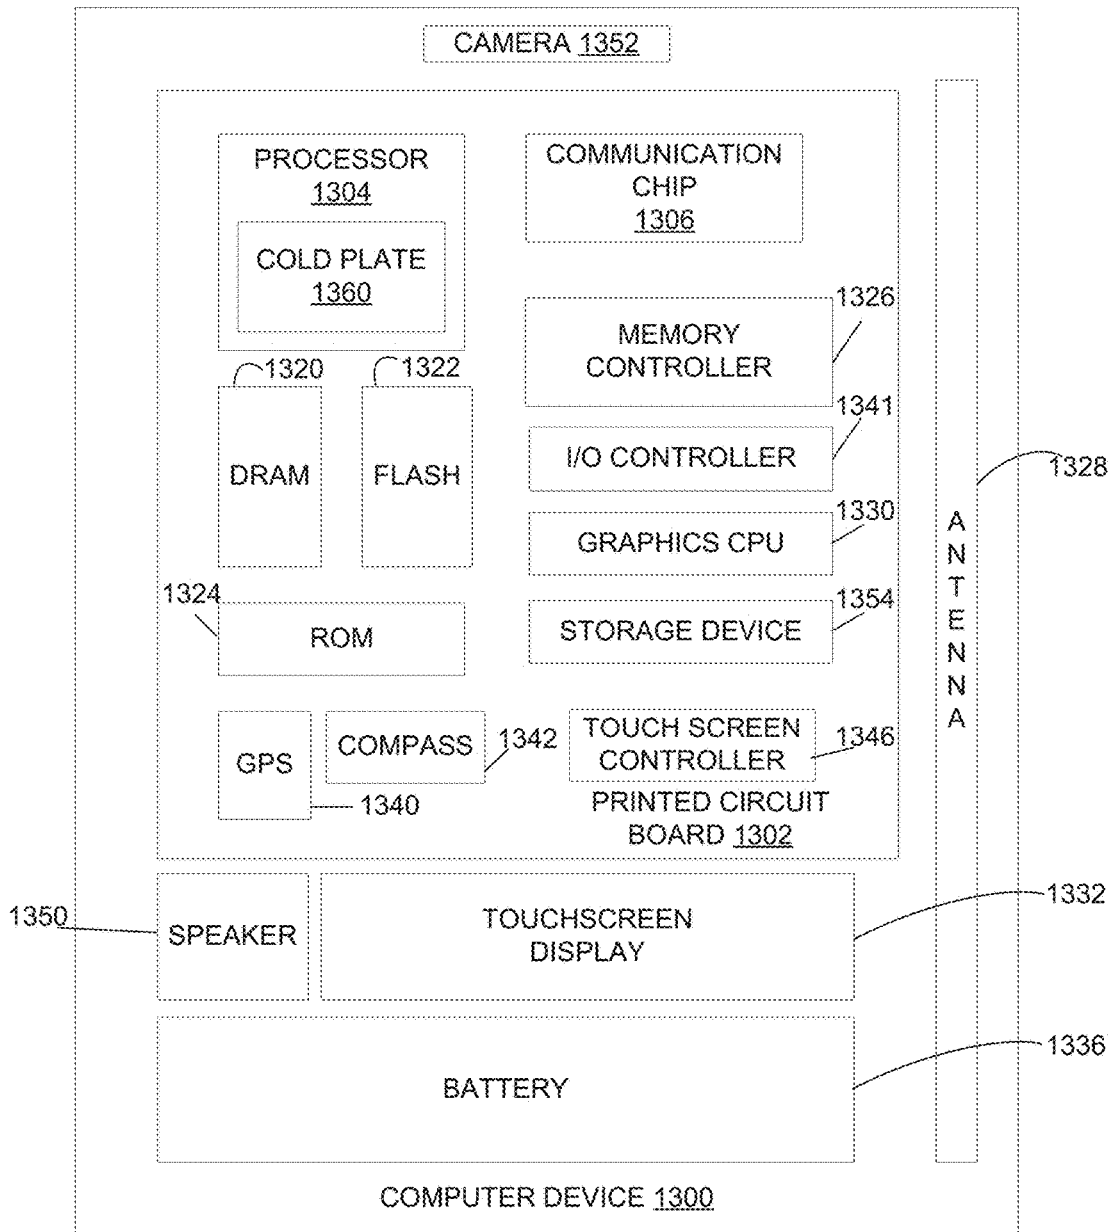 CAMERA 1352
PROCESSOR
1304
COLD PLATE
1360
COMMUNICATION
CHIP
1306
1326
MEMORY
CONTROLLER
1320
1322
DRAM
FLASH
1341
I/O CONTROLLER
1328
1330
GRAPHICS CPU
ANTENNA
1324
ROM
1354
STORAGE DEVICE
GPS
1340
COMPASS
1342
TOUCH SCREEN
CONTROLLER
1346
PRINTED CIRCUIT
BOARD 1302
1350
SPEAKER
TOUCHSCREEN
DISPLAY
1332
BATTERY
1336
COMPUTER DEVICE 1300